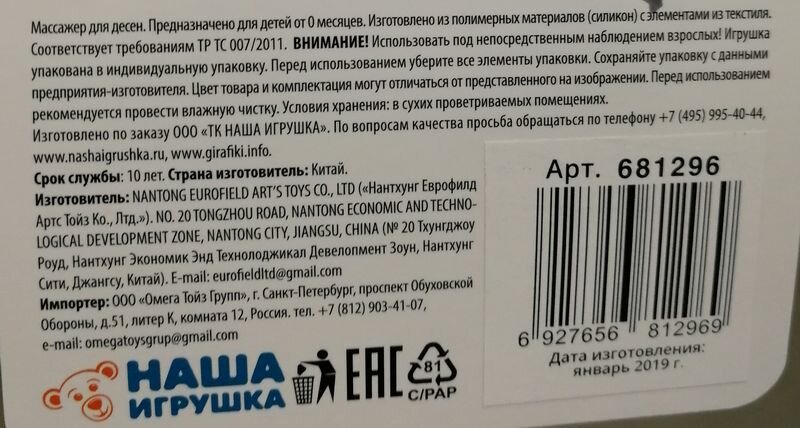 Массажер для десен. Предназначено для детей от 0 месяцев. Изготовлено из полимерных материалов (силикон) с элементами из текстиля.
Соответствует требованиям ТР ТС 007/2011. ВНИМАНИЕ! Использовать под непосредственным наблюдением взрослых! Игрушка
упакована в индивидуальную упаковку. Перед использованием уберите все элементы упаковки. Сохраняйте упаковку с данными
предприятия-изготовителя. Цвет товара и комплектация могут отличаться от представленного на изображении. Перед использованием
рекомендуется провести влажную чистку. Условия хранения: в сухих проветриваемых помещениях.
Изготовлено по заказу ООО «ТК НАША ИГРУШКА». По вопросам качества просьба обращаться по телефону +7 (495) 995-40-44,
www.nashaigrushka.ru, www.girafiki.info.
Срок службы: 10 лет. Страна изготовитель: Китай.
Изготовитель: NANTONG EUROFIELD ART'S TOYS CO., LTD («Нантхунг Еврофилд
Артс Тойз Ко., Лтд.»). NO. 20 TONGZHOU ROAD, NANTONG ECONOMIC AND TECHNO-
LOGICAL DEVELOPMENT ZONE, NANTONG CITY, JIANGSU, CHINA (№ 20 Тхунгджоу
Роуд, Нантхунг Экономик Энд Технолоджикал Девелопмент Зоун, Нантхунг
Сити, Джангсу, Китай). E-mail: eurofieldltd@gmail.com
Импортер: ООО «Омега Тойз Групп», г. Санкт-Петербург, проспект Обуховской
Обороны, д.51, литер К, комната 12, Россия. тел. +7 (812) 903-41-07,
e-mail: omegatoysgrup@gmail.com
НАША
ИГРУШКА
EAC
81
C/PAP
Арт. 681296
6 927656 812969
Дата изготовления:
январь 2019 г.